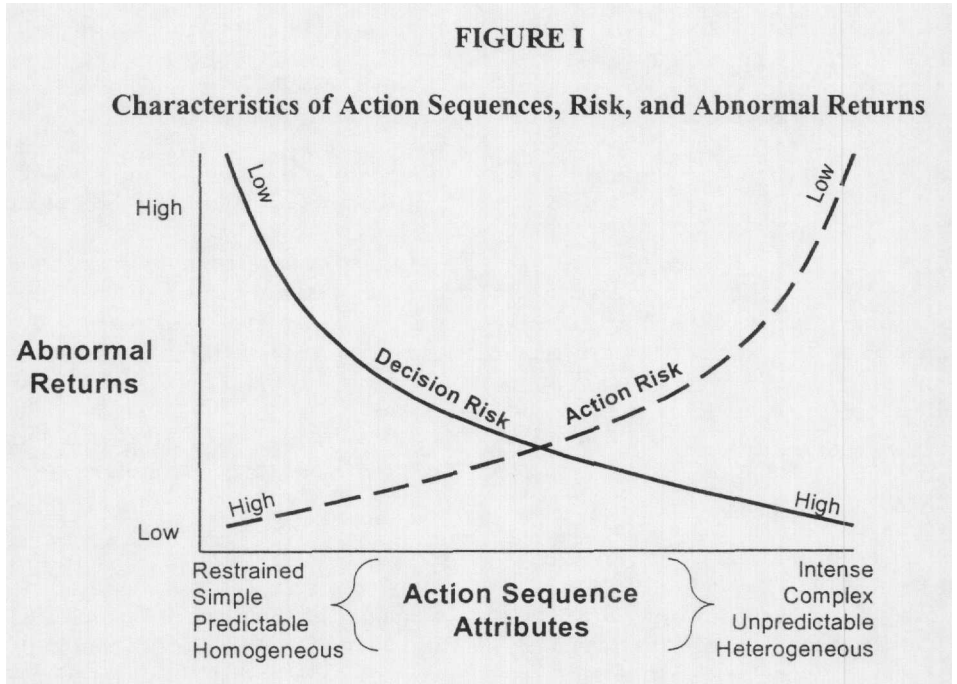 FIGURE I
Characteristics of Action Sequences, Risk, and Abnormal Returns
Low
Low
High
Abnormal
Returns
Decision Risk
Action Risk
High
High
Low
Restrained
Simple
Predictable
Homogeneous
Action Sequence
Attributes
Intense
Complex
Unpredictable
Heterogeneous